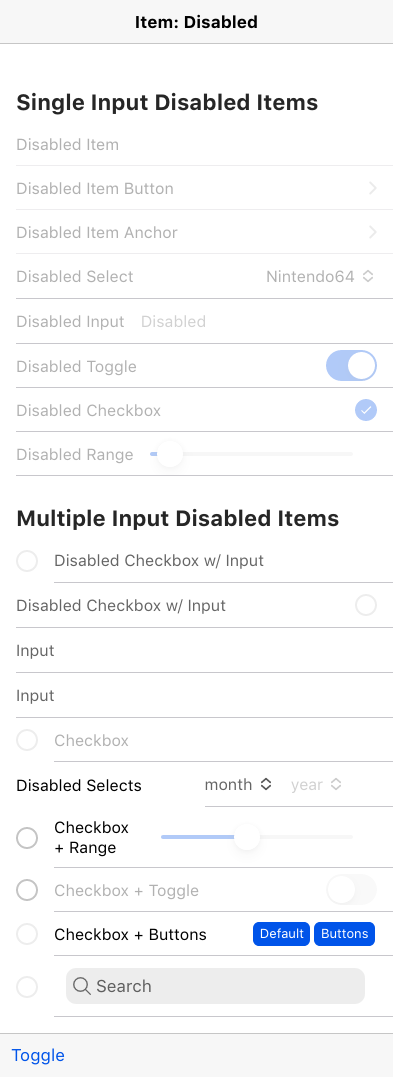 Item: Disabled
Single Input Disabled Items
Disabled Item
Disabled Item Button
Disabled Item Anchor
Disabled Select Nintendo64
Disabled Input Disabled
Disabled Toggle
Disabled Checkbox
Disabled Range
Multiple Input Disabled Items
Disabled Checkbox w/ Input
Disabled Checkbox w/ Input
Input
Input
Checkbox
Disabled Selects month year
Checkbox
+ Range
Checkbox + Toggle
Checkbox + Buttons Default Buttons
Search
Toggle